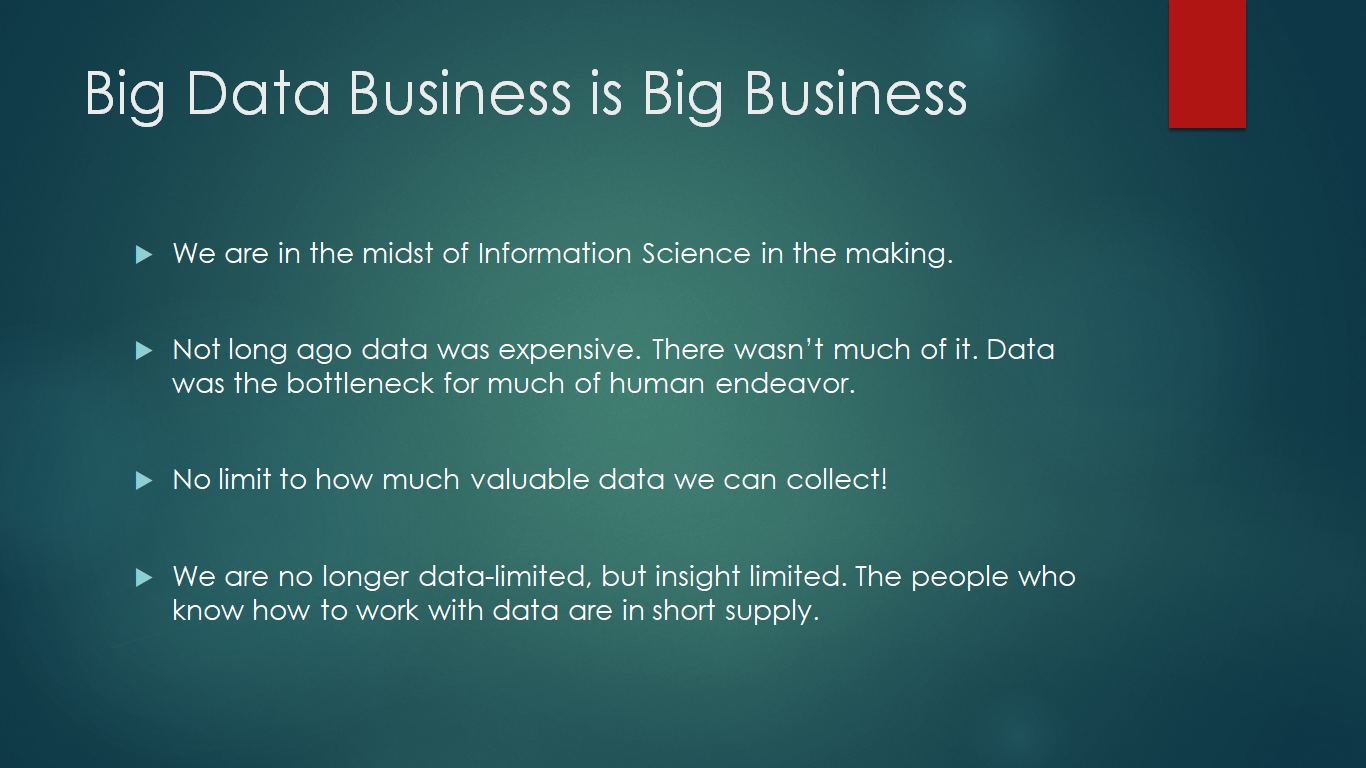 Big Data Business is Big Business
We are in the midst of Information Science in the making.
Not long ago data was expensive. There wasn’t much of it. Data
was the bottleneck for much of human endeavor.
No limit to how much valuable data we can collect!
We are no longer data-limited, but insight limited. The people who
know how to work with data are in short supply.